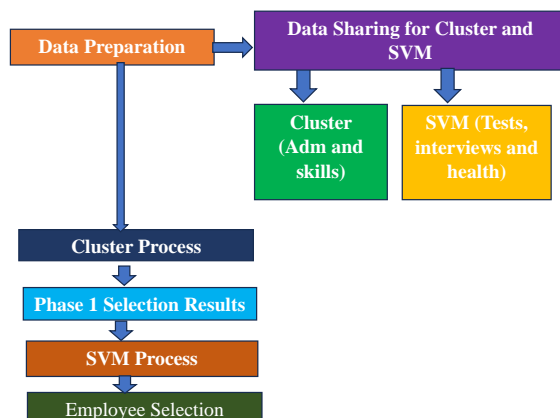 Data Preparation
Data Sharing for Cluster and
SVM
Cluster
(Adm and
skills)
SVM (Tests,
interviews and
health)
Cluster Process
Phase 1 Selection Results
SVM Process
Employee Selection